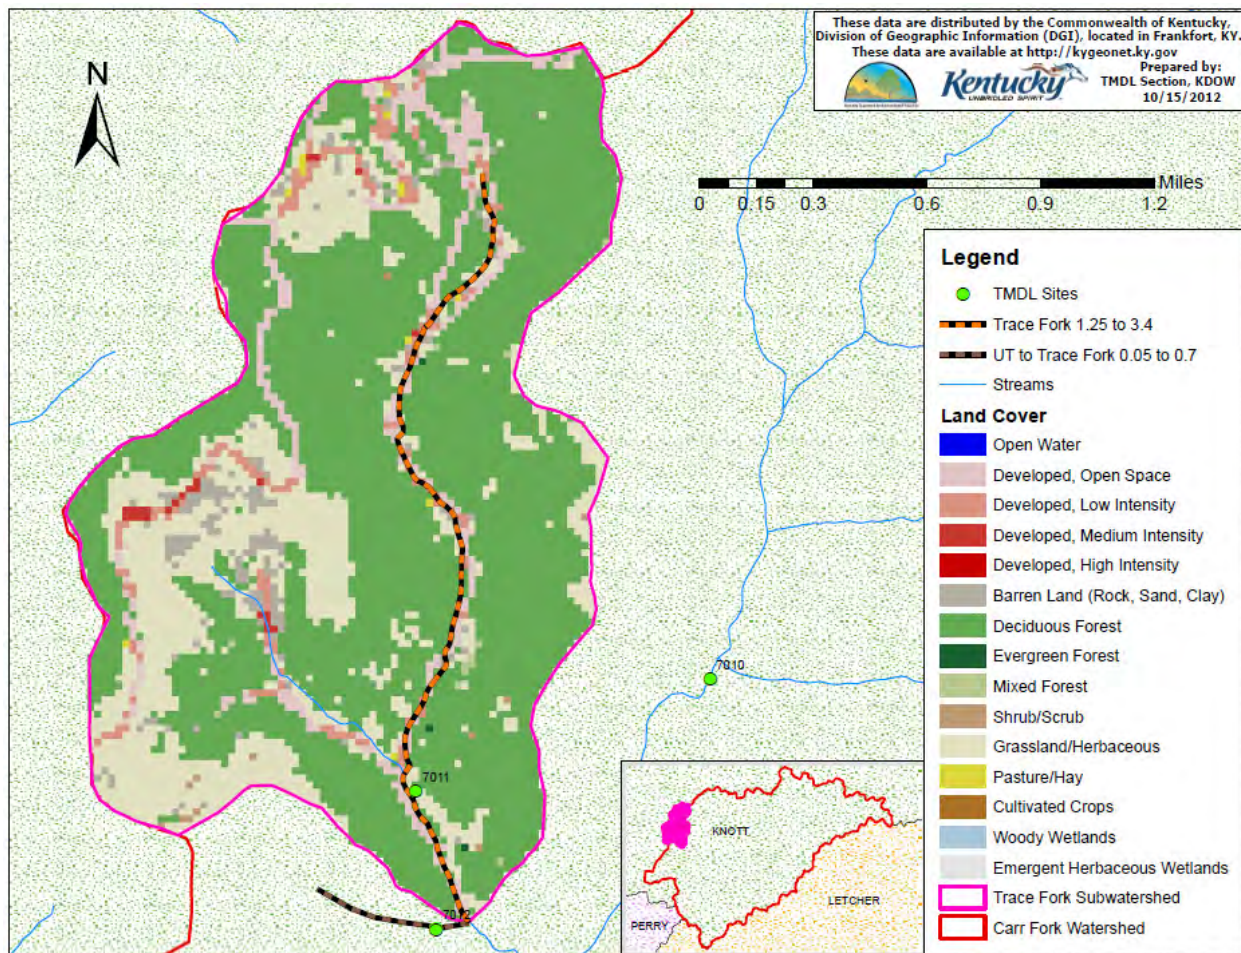 These data are distributed by the Commonwealth of Kentucky,
Division of Geographic Information (DGI), located in Frankfort, KY.
These data are available at http://kygeonet.ky.gov
Prepared by:
TMDL Section, KDOW
10/15/2012
Kentucky
UNBRIDLED SPIRIT
N
Miles
0 0.15 0.3 0.6 0.9 1.2
Legend
TMDL Sites
Trace Fork 1.25 to 3.4
UT to Trace Fork 0.05 to 0.7
Streams
Land Cover
Open Water
Developed, Open Space
Developed, Low Intensity
Developed, Medium Intensity
Developed, High Intensity
Barren Land (Rock, Sand, Clay)
Deciduous Forest
Evergreen Forest
Mixed Forest
Shrub/Scrub
Grassland/Herbaceous
Pasture/Hay
Cultivated Crops
Woody Wetlands
Emergent Herbaceous Wetlands
Trace Fork Subwatershed
Carr Fork Watershed
7010
7011
7012
KNOTT
LETCHER
PERRY